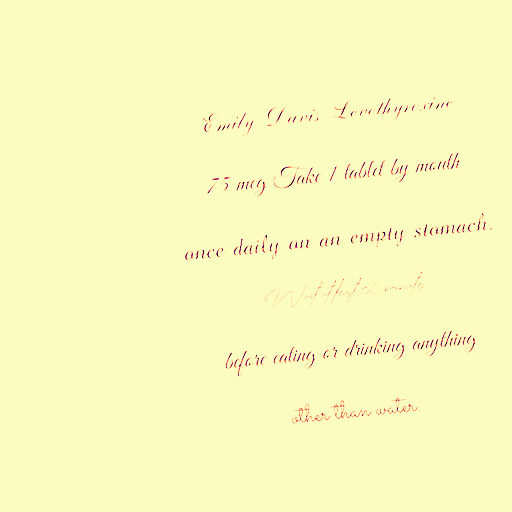 Emily Davis Levothyroxine
75 mcg Take 1 tablet by mouth
once daily on an empty stomach.
Wait at least 30 minutes
before eating or drinking anything
other than water.